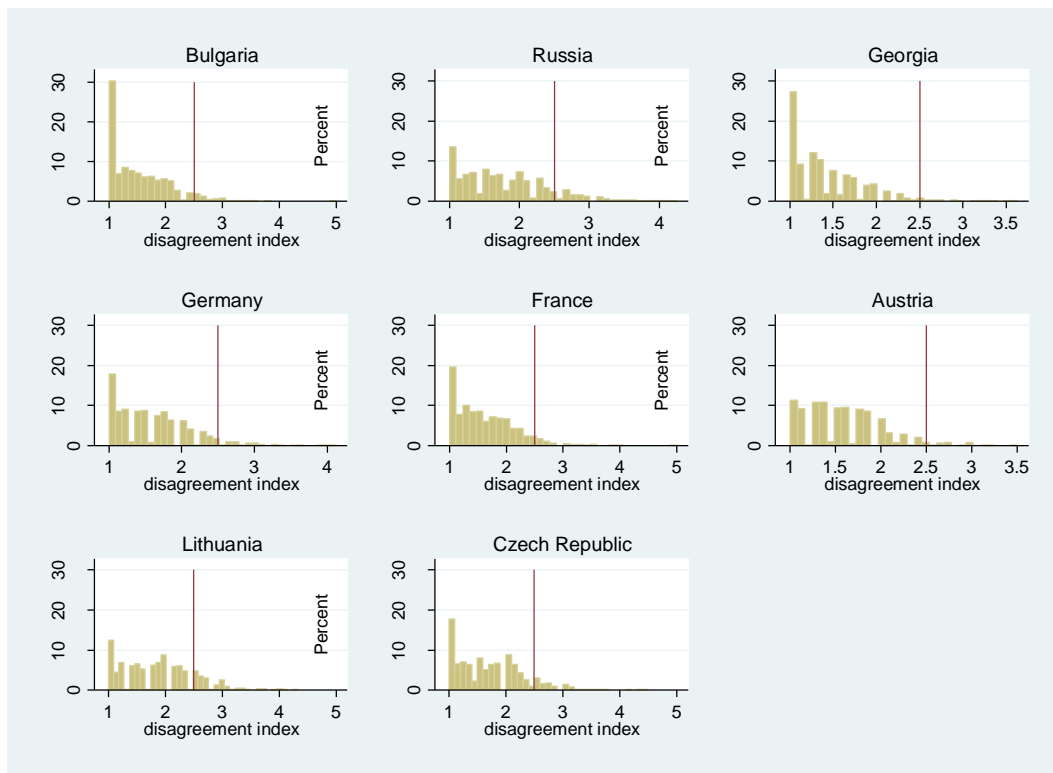 Bulgaria
Percent
0 10 20 30
1 2 3 4 5
disagreement index
Russia
Percent
0 10 20 30
1 2 3 4
disagreement index
Georgia
0 10 20 30
1 1.5 2 2.5 3 3.5
disagreement index
Germany
Percent
0 10 20 30
1 2 3 4
disagreement index
France
Percent
0 10 20 30
1 2 3 4 5
disagreement index
Austria
0 10 20 30
1 1.5 2 2.5 3 3.5
disagreement index
Lithuania
Percent
0 10 20 30
1 2 3 4 5
disagreement index
Czech Republic
0 10 20 30
1 2 3 4 5
disagreement index